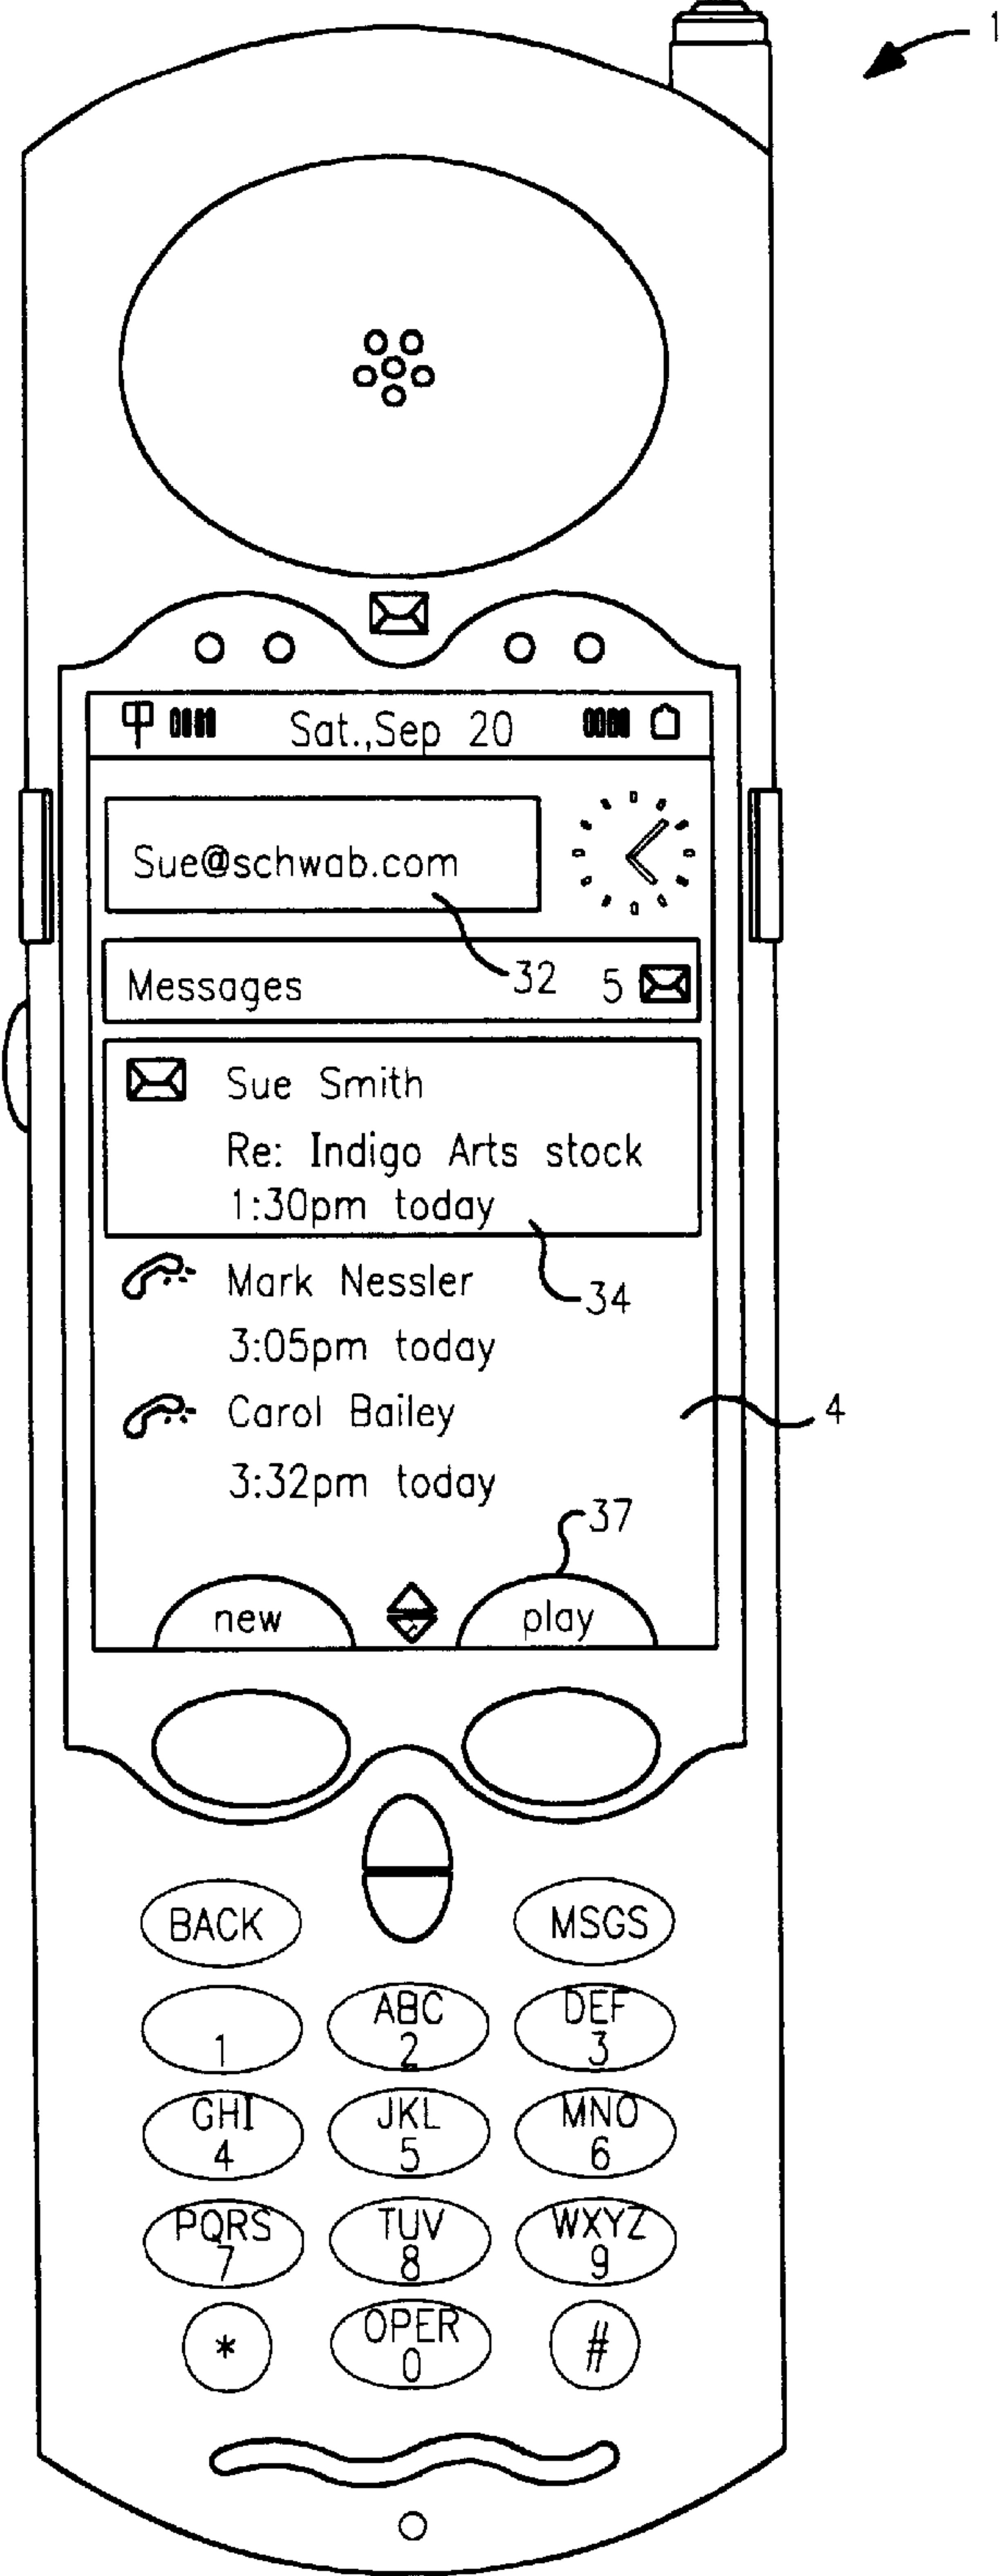 1
Sat.,Sep 20
Sue@schwab.com
32
Messages 5
Sue Smith
Re: Indigo Arts stock
1:30pm today
34
Mark Nessler
3:05pm today
Carol Bailey
4
3:32pm today
37
new play
BACK MSGS
ABC DEF
1 2 3
GHI JKL MNO
4 5 6
PQRS TUV WXYZ
7 8 9
OPER
* 0 #